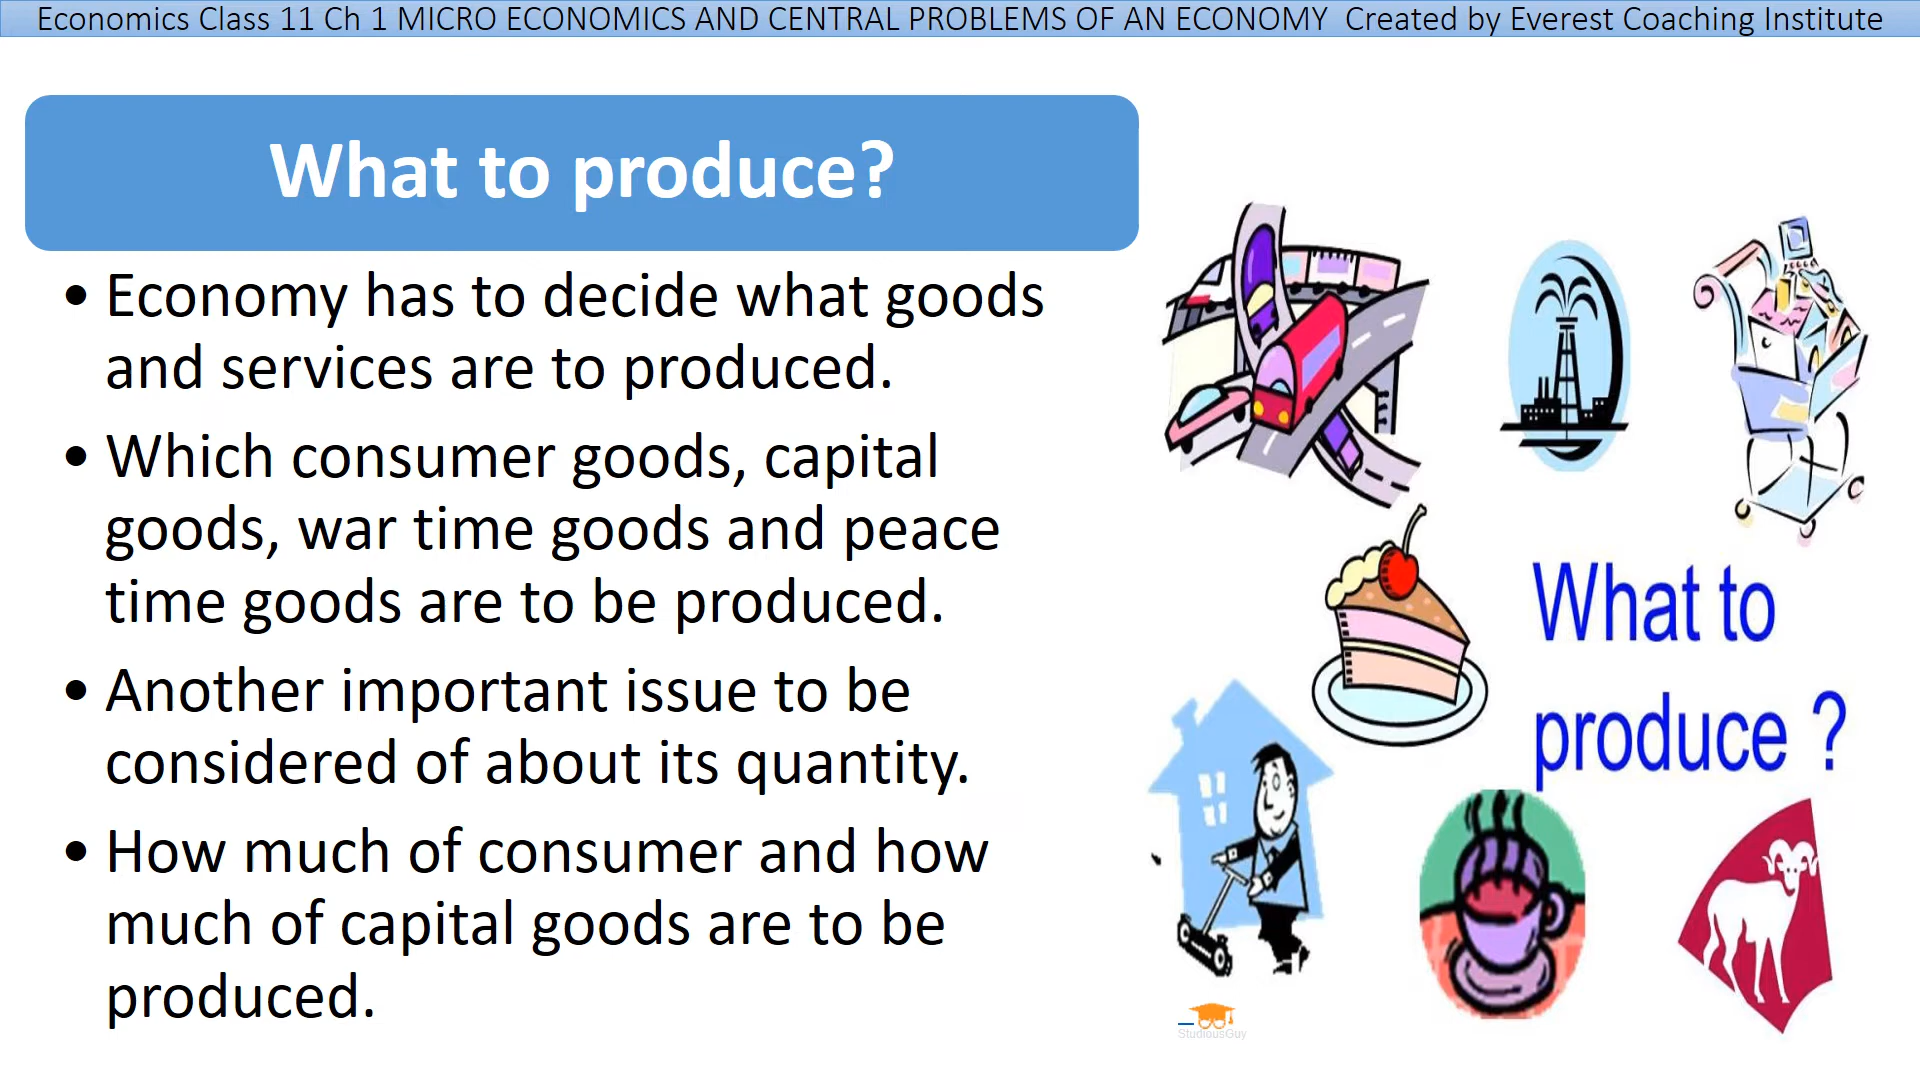 Economics Class 11 Ch 1 MICRO ECONOMICS AND CENTRAL PROBLEMS OF AN ECONOMY  Created by Everest Coaching Institute
What to produce?
• Economy has to decide what goods
and services are to produced.
• Which consumer goods, capital
goods, war time goods and peace
time goods are to be produced.
• Another important issue to be
considered of about its quantity.
• How much of consumer and how
much of capital goods are to be
produced.
What to
produce ?
StudiousGuy